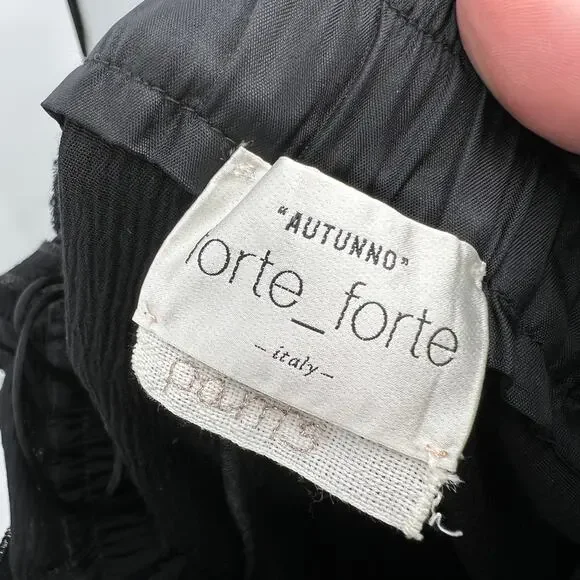 "AUTUNNO"
forte_forte
– italy –